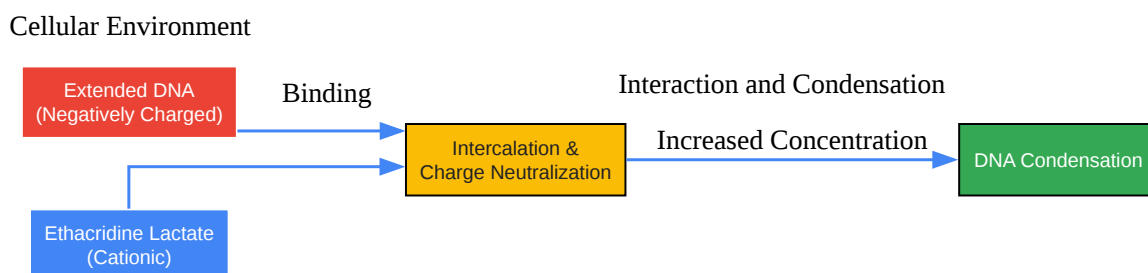 Cellular Environment
Extended DNA
(Negatively Charged)
Binding
Interaction and Condensation
Intercalation &
Charge Neutralization
Increased Concentration
DNA Condensation
Ethacridine Lactate
(Cationic)